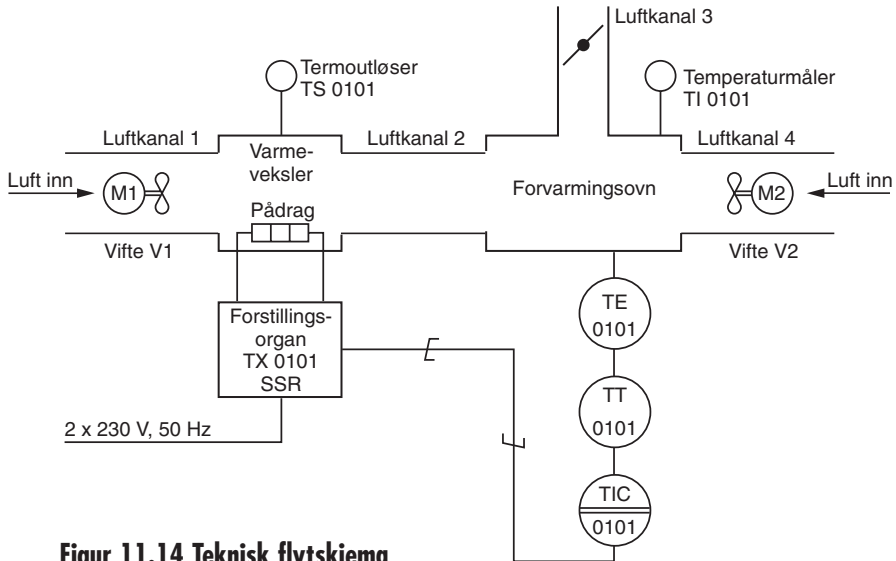 Luftkanal 3
Termoutløser
TS 0101
Temperaturmåler
TI 0101
Luftkanal 1
Luftkanal 2
Luftkanal 4
Varme-
veksler
Luft inn
M1
Forvarmingsovn
M2
Luft inn
Pådrag
Vifte V1
Vifte V2
Forstillings-
organ
TX 0101
SSR
TE
0101
TT
0101
2 x 230 V, 50 Hz
TIC
0101
Figur 11.14 Teknisk flytskjema